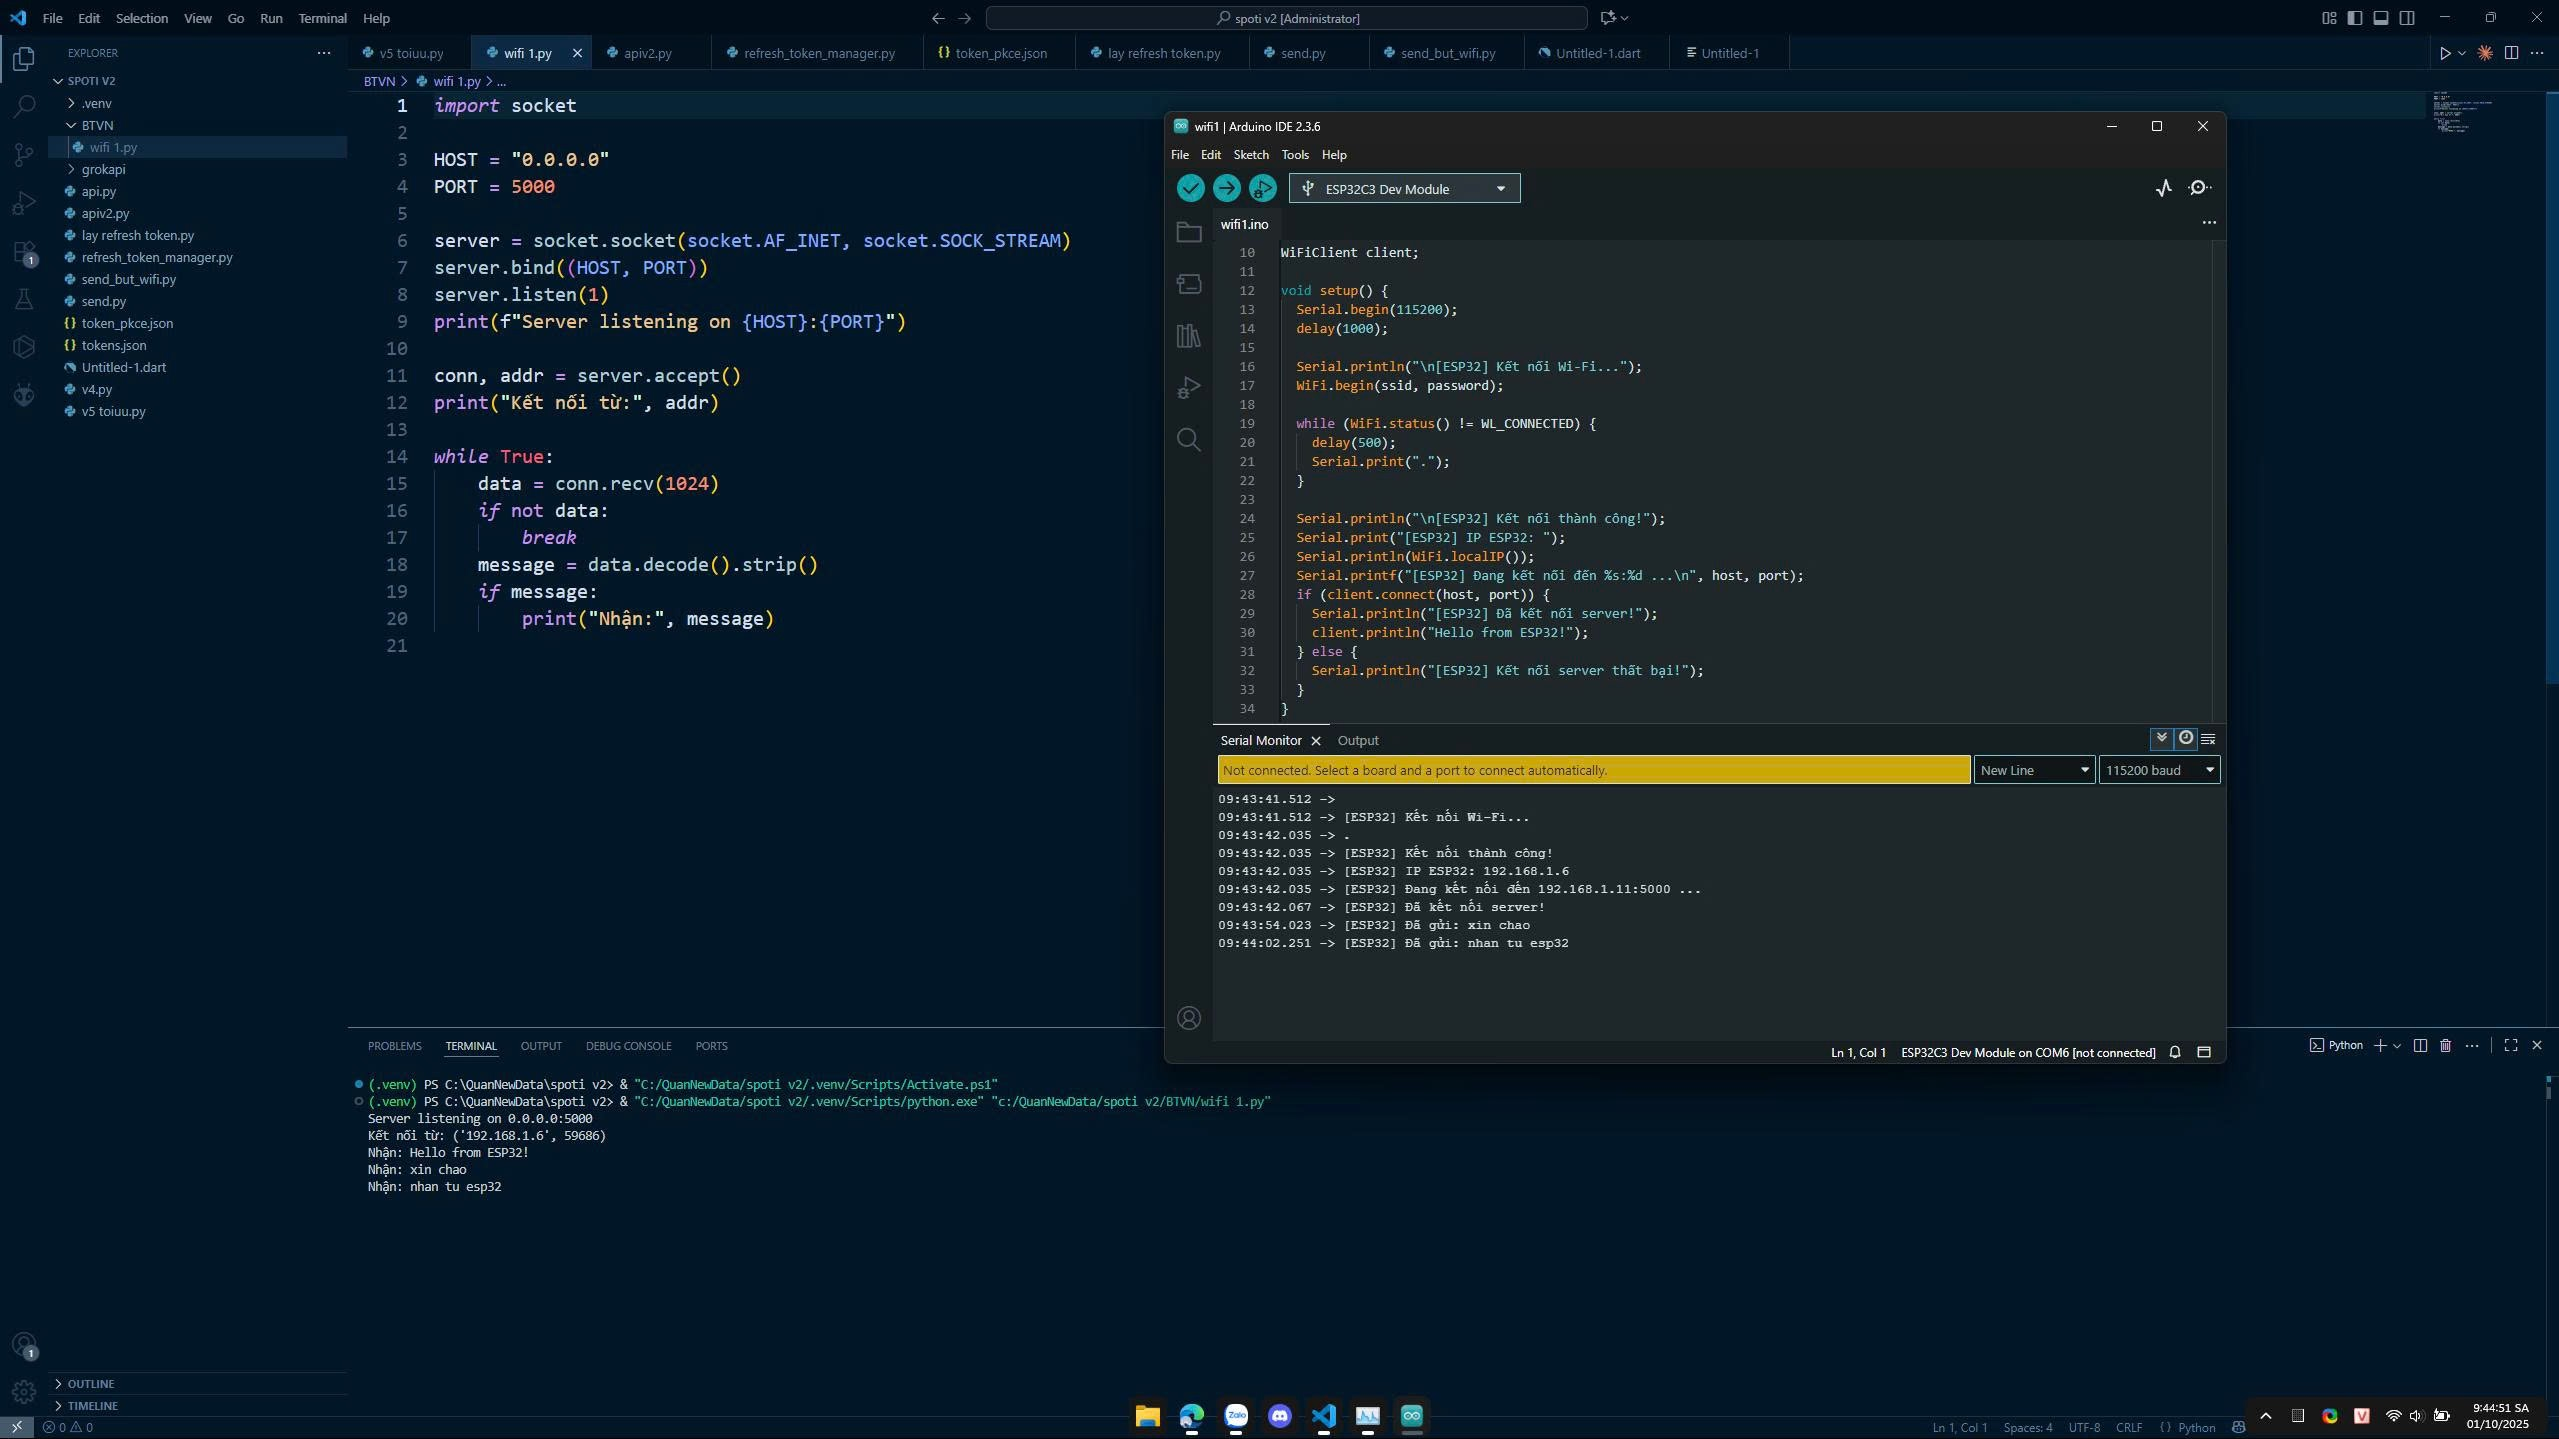 File Edit Selection View Go Run Terminal Help
spoti v2 [Administrator]
EXPLORER
SPOTI V2
.venv
BTVN
wifi 1.py
grokapi
api.py
apiv2.py
lay refresh token.py
refresh_token_manager.py
send_but_wifi.py
send.py
token_pkce.json
tokens.json
Untitled-1.dart
v4.py
v5 toiuu.py
OUTLINE
TIMELINE
1
1
v5 toiuu.py wifi 1.py apiv2.py refresh_token_manager.py token_pkce.json lay refresh token.py send.py send_but_wifi.py Untitled-1.dart Untitled-1
BTVN > wifi 1.py > ...
1 import socket
2
3 HOST = "0.0.0.0"
4 PORT = 5000
5
6 server = socket.socket(socket.AF_INET, socket.SOCK_STREAM)
7 server.bind((HOST, PORT))
8 server.listen(1)
9 print(f"Server listening on {HOST}:{PORT}")
10
11 conn, addr = server.accept()
12 print("Kết nối từ:", addr)
13
14 while True:
15 data = conn.recv(1024)
16 if not data:
17 break
18 message = data.decode().strip()
19 if message:
20 print("Nhận:", message)
21
wifi1 | Arduino IDE 2.3.6
File Edit Sketch Tools Help
ESP32C3 Dev Module
wifi1.ino
10 WiFiClient client;
11
12 void setup() {
13 Serial.begin(115200);
14 delay(1000);
15
16 Serial.println("\n[ESP32] Kết nối Wi-Fi...");
17 WiFi.begin(ssid, password);
18
19 while (WiFi.status() != WL_CONNECTED) {
20 delay(500);
21 Serial.print(".");
22 }
23
24 Serial.println("\n[ESP32] Kết nối thành công!");
25 Serial.print("[ESP32] IP ESP32: ");
26 Serial.println(WiFi.localIP());
27 Serial.printf("[ESP32] Đang kết nối đến %s:%d ...\n", host, port);
28 if (client.connect(host, port)) {
29 Serial.println("[ESP32] Đã kết nối server!");
30 client.println("Hello from ESP32!");
31 } else {
32 Serial.println("[ESP32] Kết nối server thất bại!");
33 }
34 }
Serial Monitor Output
Not connected. Select a board and a port to connect automatically. New Line 115200 baud
09:43:41.512 ->
09:43:41.512 -> [ESP32] Kết nối Wi-Fi...
09:43:42.035 -> .
09:43:42.035 -> [ESP32] Kết nối thành công!
09:43:42.035 -> [ESP32] IP ESP32: 192.168.1.6
09:43:42.035 -> [ESP32] Đang kết nối đến 192.168.1.11:5000 ...
09:43:42.067 -> [ESP32] Đã kết nối server!
09:43:54.023 -> [ESP32] Đã gửi: xin chao
09:44:02.251 -> [ESP32] Đã gửi: nhan tu esp32
Ln 1, Col 1 ESP32C3 Dev Module on COM6 [not connected]
PROBLEMS TERMINAL OUTPUT DEBUG CONSOLE PORTS
Python
(.venv) PS C:\QuanNewData\spoti v2> & "C:/QuanNewData/spoti v2/.venv/Scripts/Activate.ps1"
(.venv) PS C:\QuanNewData\spoti v2> & "C:/QuanNewData/spoti v2/.venv/Scripts/python.exe" "c:/QuanNewData/spoti v2/BTVN/wifi 1.py"
Server listening on 0.0.0.0:5000
Kết nối từ: ('192.168.1.6', 59686)
Nhận: Hello from ESP32!
Nhận: xin chao
Nhận: nhan tu esp32
0 0
Zalo
Ln 1, Col 1 Spaces: 4 UTF-8 CRLF { } Python
V
9:44:51 SA
01/10/2025